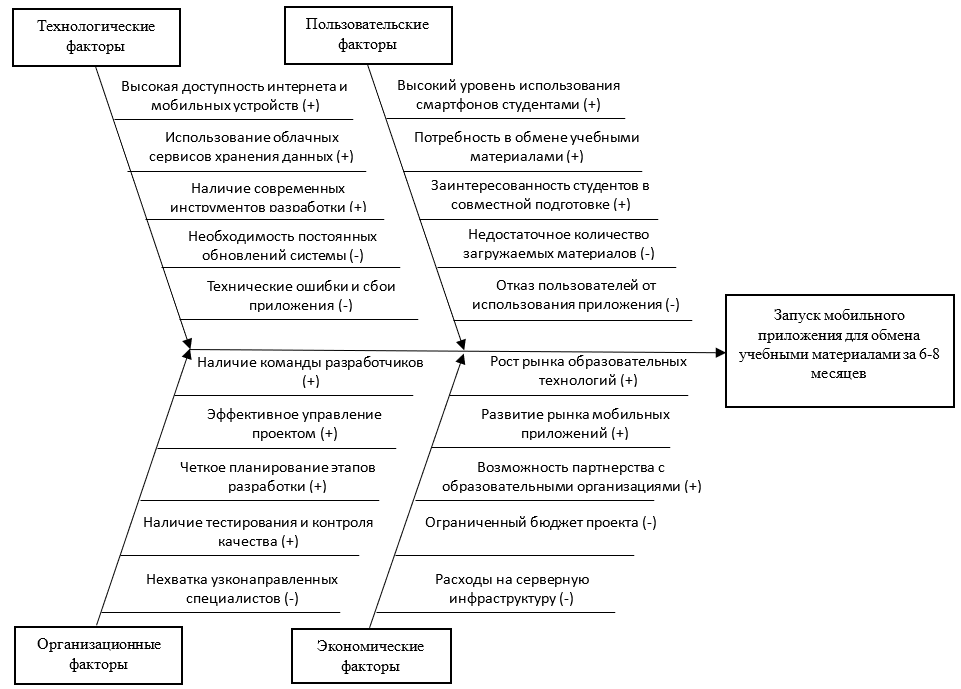 Технологические
факторы
Высокая доступность интернета и
мобильных устройств (+)
Использование облачных
сервисов хранения данных (+)
Наличие современных
инструментов разработки (+)
Необходимость постоянных
обновлений системы (-)
Технические ошибки и сбои
приложения (-)
Пользовательские
факторы
Высокий уровень использования
смартфонов студентами (+)
Потребность в обмене учебными
материалами (+)
Заинтересованность студентов в
совместной подготовке (+)
Недостаточное количество
загружаемых материалов (-)
Отказ пользователей от
использования приложения (-)
Запуск мобильного
приложения для обмена
учебными материалами за 6-8
месяцев
Наличие команды разработчиков
(+)
Эффективное управление
проектом (+)
Четкое планирование этапов
разработки (+)
Наличие тестирования и контроля
качества (+)
Нехватка узконаправленных
специалистов (-)
Организационные
факторы
Рост рынка образовательных
технологий (+)
Развитие рынка мобильных
приложений (+)
Возможность партнерства с
образовательными организациями (+)
Ограниченный бюджет проекта (-)
Расходы на серверную
инфраструктуру (-)
Экономические
факторы